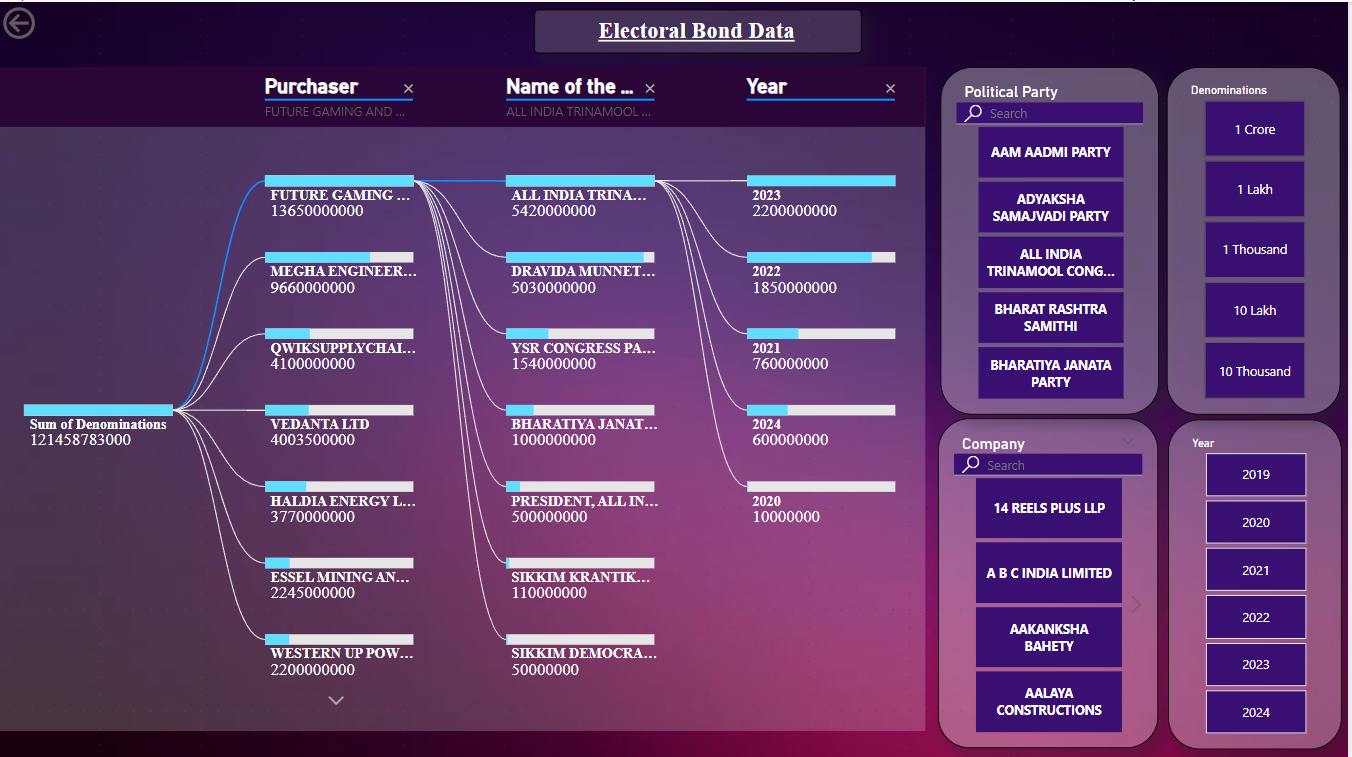 Electoral Bond Data
Purchaser ×
FUTURE GAMING AND ...
Name of the ... ×
ALL INDIA TRINAMOOL ...
Year ×
Sum of Denominations
121458783000
FUTURE GAMING ...
13650000000
MEGHA ENGINEER...
9660000000
QWIKSUPPLYCHAI...
4100000000
VEDANTA LTD
4003500000
HALDIA ENERGY L...
3770000000
ESSEL MINING AN...
2245000000
WESTERN UP POW...
2200000000
ALL INDIA TRINA...
5420000000
DRAVIDA MUNNET...
5030000000
YSR CONGRESS PA...
1540000000
BHARATIYA JANAT...
1000000000
PRESIDENT, ALL IN...
500000000
SIKKIM KRANTIK...
110000000
SIKKIM DEMOCRA...
50000000
2023
2200000000
2022
1850000000
2021
760000000
2024
600000000
2020
10000000
Political Party
Search
AAM AADMI PARTY
ADYAKSHA
SAMAJVADI PARTY
ALL INDIA
TRINAMOOL CONG...
BHARAT RASHTRA
SAMITHI
BHARATIYA JANATA
PARTY
Denominations
1 Crore
1 Lakh
1 Thousand
10 Lakh
10 Thousand
Company
Search
14 REELS PLUS LLP
A B C INDIA LIMITED
AAKANKSHA
BAHETY
AALAYA
CONSTRUCTIONS
Year
2019
2020
2021
2022
2023
2024